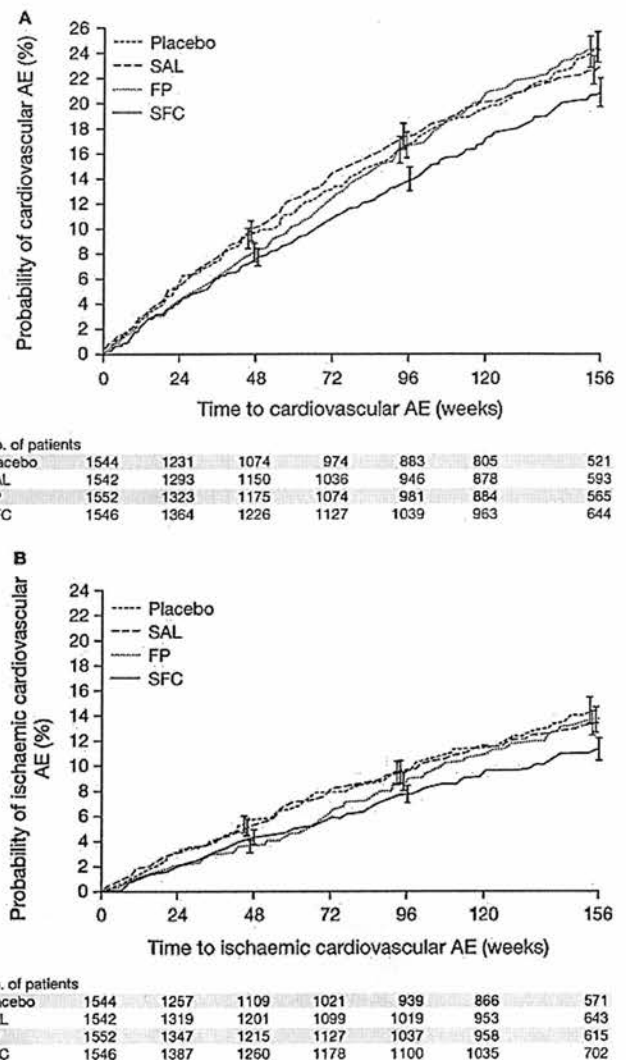 A
26
24
22
20
18
16
14
12
10
8
6
4
2
0
Probability of cardiovascular AE (%)
Placebo
SAL
FP
SFC
0 24 48 72 96 120 156
Time to cardiovascular AE (weeks)
. of patients
1544 1231 1074 974 883 805 521
1542 1293 1150 1036 946 878 593
1552 1323 1175 1074 981 884 565
1546 1364 1226 1127 1039 963 644
B
24
22
20
18
16
14
12
10
8
6
4
2
0
Probability of ischaemic cardiovascular
AE (%)
Placebo
SAL
FP
SFC
0 24 48 72 96 120 156
Time to ischaemic cardiovascular AE (weeks)
. of patients
1544 1257 1109 1021 939 866 571
1542 1319 1201 1099 1019 953 643
1552 1347 1215 1127 1037 956 615
1546 1387 1260 1178 1100 1035 702